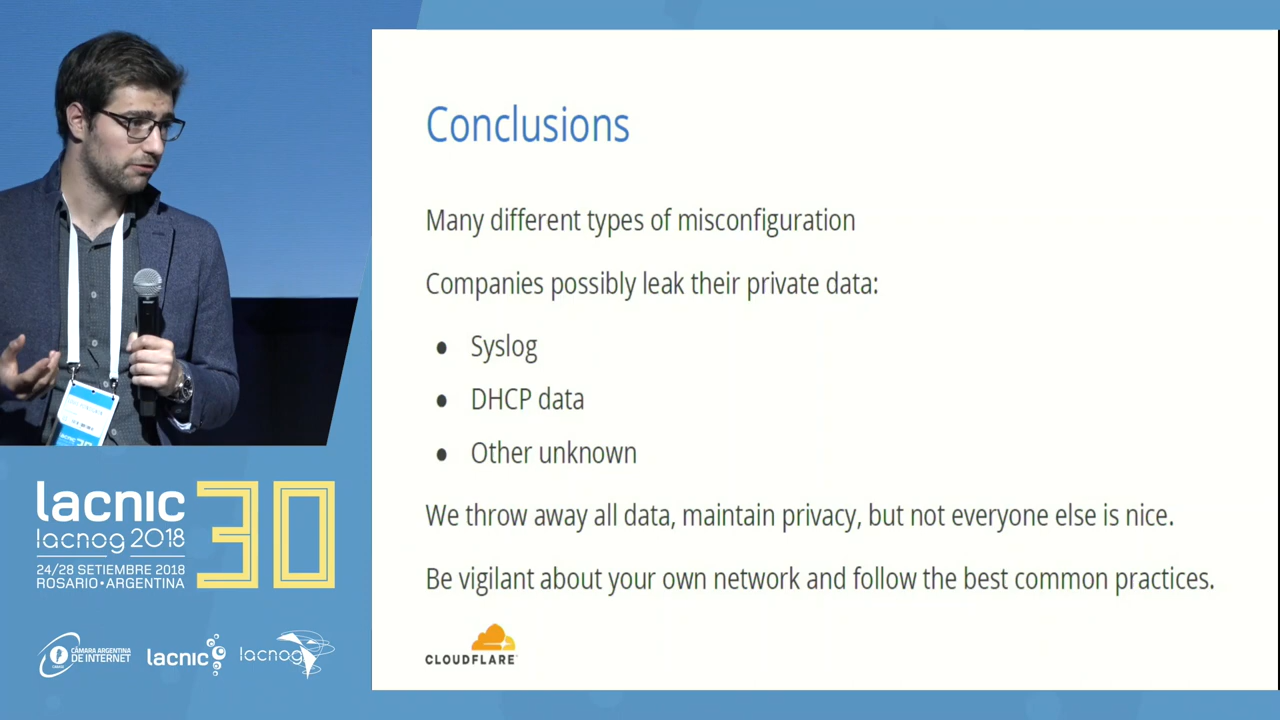 Conclusions
Many different types of misconfiguration
Companies possibly leak their private data:
● Syslog
● DHCP data
● Other unknown
We throw away all data, maintain privacy, but not everyone else is nice.
Be vigilant about your own network and follow the best common practices.
CLOUDFLARE
lacnic 30
lacnog 2018
24/28 SETIEMBRE 2018
ROSARIO • ARGENTINA
CÁMARA ARGENTINA
DE INTERNET
lacnic
lacnog